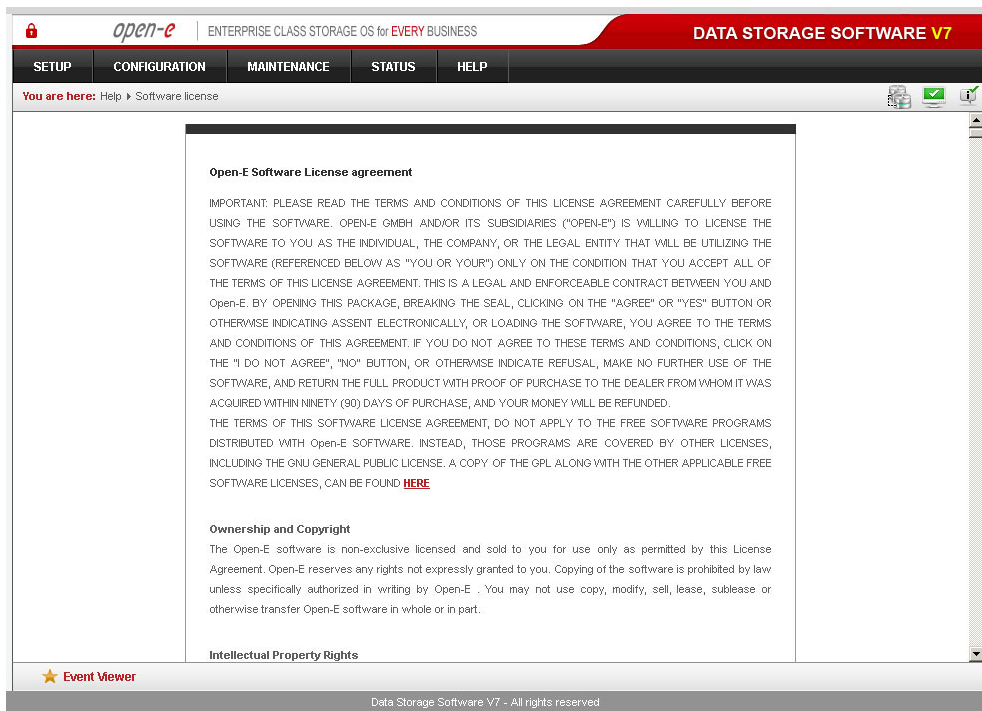 open-e ENTERPRISE CLASS STORAGE OS for EVERY BUSINESS
DATA STORAGE SOFTWARE V7
SETUP CONFIGURATION MAINTENANCE STATUS HELP
You are here: Help Software license
Open-E Software License agreement
IMPORTANT: PLEASE READ THE TERMS AND CONDITIONS OF THIS LICENSE AGREEMENT CAREFULLY BEFORE
USING THE SOFTWARE. OPEN-E GMBH AND/OR ITS SUBSIDIARIES ("OPEN-E") IS WILLING TO LICENSE THE
SOFTWARE TO YOU AS THE INDIVIDUAL, THE COMPANY, OR THE LEGAL ENTITY THAT WILL BE UTILIZING THE
SOFTWARE (REFERENCED BELOW AS "YOU OR YOUR") ONLY ON THE CONDITION THAT YOU ACCEPT ALL OF
THE TERMS OF THIS LICENSE AGREEMENT. THIS IS A LEGAL AND ENFORCEABLE CONTRACT BETWEEN YOU AND
Open-E. BY OPENING THIS PACKAGE, BREAKING THE SEAL, CLICKING ON THE "AGREE" OR "YES" BUTTON OR
OTHERWISE INDICATING ASSENT ELECTRONICALLY, OR LOADING THE SOFTWARE, YOU AGREE TO THE TERMS
AND CONDITIONS OF THIS AGREEMENT. IF YOU DO NOT AGREE TO THESE TERMS AND CONDITIONS, CLICK ON
THE "I DO NOT AGREE", "NO" BUTTON, OR OTHERWISE INDICATE REFUSAL, MAKE NO FURTHER USE OF THE
SOFTWARE, AND RETURN THE FULL PRODUCT WITH PROOF OF PURCHASE TO THE DEALER FROM WHOM IT WAS
ACQUIRED WITHIN NINETY (90) DAYS OF PURCHASE, AND YOUR MONEY WILL BE REFUNDED.
THE TERMS OF THIS SOFTWARE LICENSE AGREEMENT, DO NOT APPLY TO THE FREE SOFTWARE PROGRAMS
DISTRIBUTED WITH Open-E SOFTWARE. INSTEAD, THOSE PROGRAMS ARE COVERED BY OTHER LICENSES,
INCLUDING THE GNU GENERAL PUBLIC LICENSE. A COPY OF THE GPL ALONG WITH THE OTHER APPLICABLE FREE
SOFTWARE LICENSES, CAN BE FOUND HERE
Ownership and Copyright
The Open-E software is non-exclusive licensed and sold to you for use only as permitted by this License
Agreement. Open-E reserves any rights not expressly granted to you. Copying of the software is prohibited by law
unless specifically authorized in writing by Open-E . You may not use copy, modify, sell, lease, sublease or
otherwise transfer Open-E software in whole or in part.
Intellectual Property Rights
Event Viewer
Data Storage Software V7 - All rights reserved